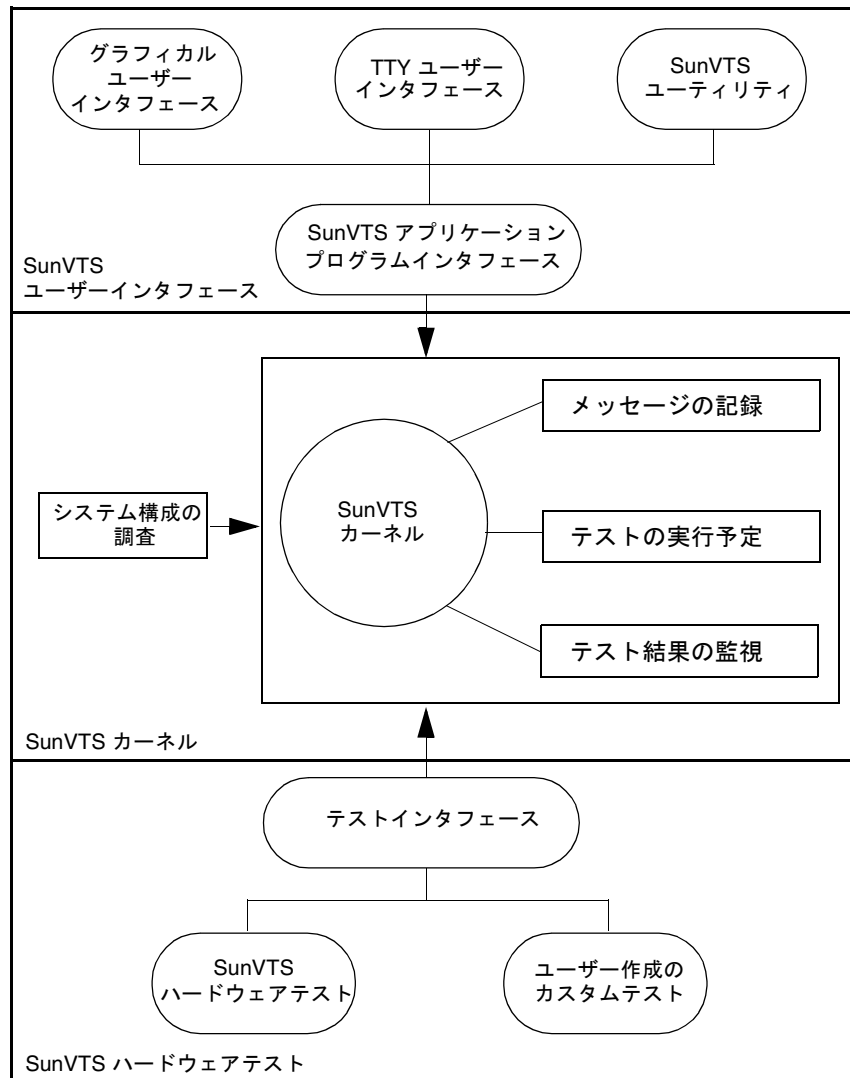 グラフィカル
ユーザー
インタフェース
TTY ユーザー
インタフェース
SunVTS
ユーティリティ
SunVTS アプリケーション
プログラムインタフェース
SunVTS
ユーザーインタフェース
メッセージの記録
システム構成の
調査
SunVTS
カーネル
テストの実行予定
テスト結果の監視
SunVTS カーネル
テストインタフェース
SunVTS
ハードウェアテスト
ユーザー作成の
カスタムテスト
SunVTS ハードウェアテスト